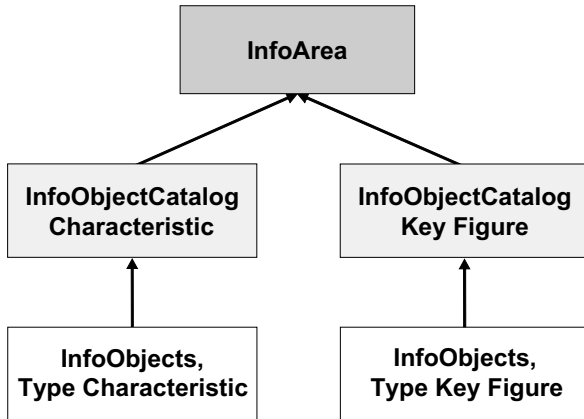 InfoArea
InfoObjectCatalog
Characteristic
InfoObjectCatalog
Key Figure
InfoObjects,
Type Characteristic
InfoObjects,
Type Key Figure